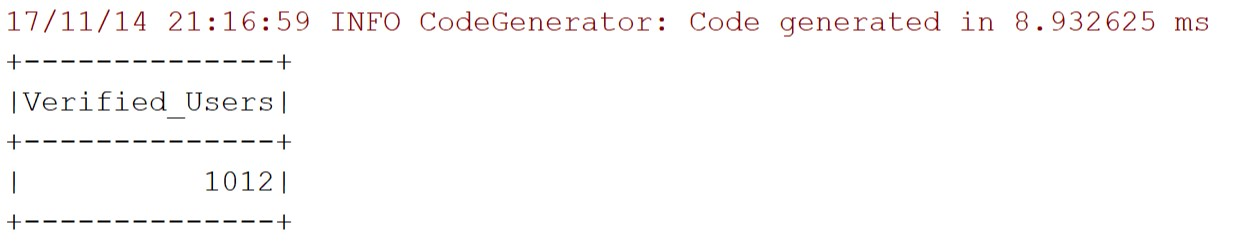 17/11/14 21:16:59 INFO CodeGenerator: Code generated in 8.932625 ms
+--------------+
|Verified_Users|
+--------------+
|          1012|
+--------------+